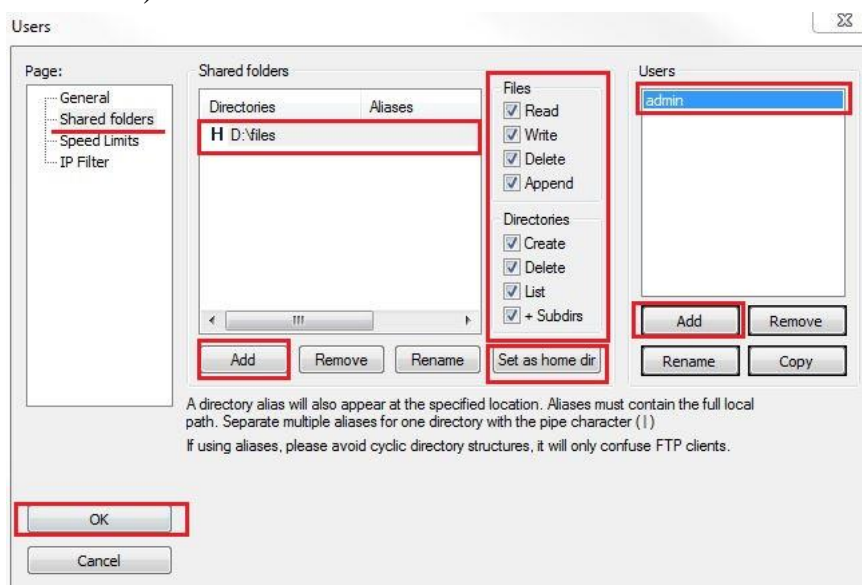 Users
Page:
General
Shared folders
Speed Limits
IP Filter
Shared folders
Directories Aliases
H D:\files
Add Remove Rename
Files
Read
Write
Delete
Append
Directories
Create
Delete
List
+ Subdirs
Set as home dir
Users
admin
Add Remove
Rename Copy
A directory alias will also appear at the specified location. Aliases must contain the full local
path. Separate multiple aliases for one directory with the pipe character ( | )
If using aliases, please avoid cyclic directory structures, it will only confuse FTP clients.
OK
Cancel